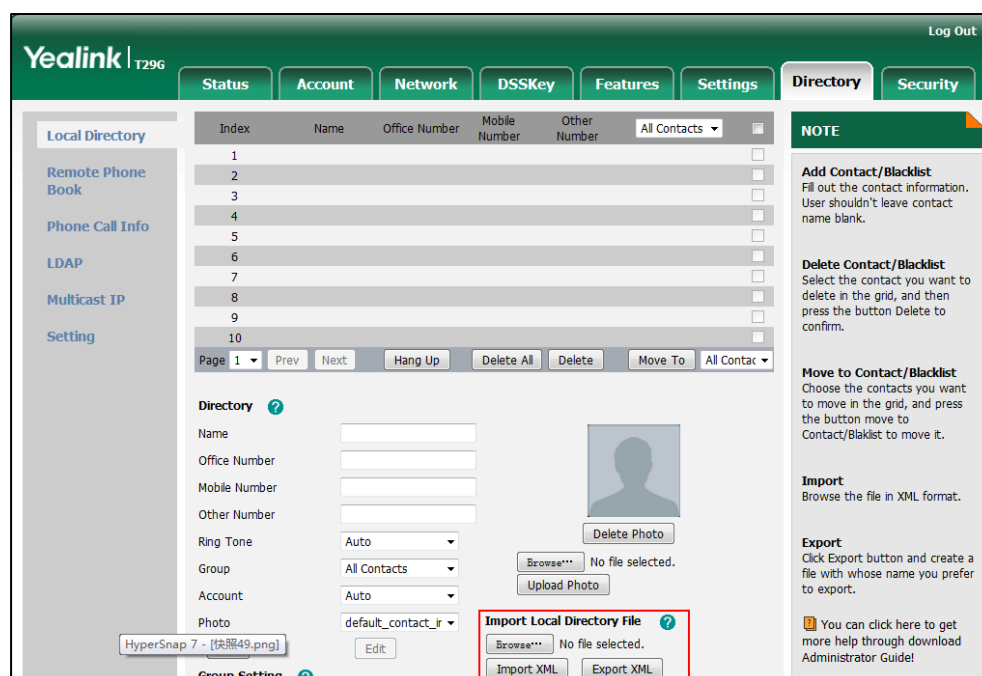 Log Out
Yealink | T29G
Status Account Network DSSKey Features Settings Directory Security
Local Directory
Remote Phone
Book
Phone Call Info
LDAP
Multicast IP
Setting
Index Name Office Number Mobile Number Other Number All Contacts
1
2
3
4
5
6
7
8
9
10
Page 1 Prev Next Hang Up Delete All Delete Move To All Contac
Directory
Name
Office Number
Mobile Number
Other Number
Ring Tone Auto
Group All Contacts
Account Auto
Photo default_contact_ir
Edit
HyperSnap 7 - [快照49.png]
Group Setting
Delete Photo
Browse... No file selected.
Upload Photo
Import Local Directory File
Browse... No file selected.
Import XML Export XML
NOTE
Add Contact/Blacklist
Fill out the contact information.
User shouldn't leave contact
name blank.
Delete Contact/Blacklist
Select the contact you want to
delete in the grid, and then
press the button Delete to
confirm.
Move to Contact/Blacklist
Choose the contacts you want
to move in the grid, and press
the button move to
Contact/Blaklist to move it.
Import
Browse the file in XML format.
Export
Click Export button and create a
file with whose name you prefer
to export.
You can click here to get
more help through download
Administrator Guide!